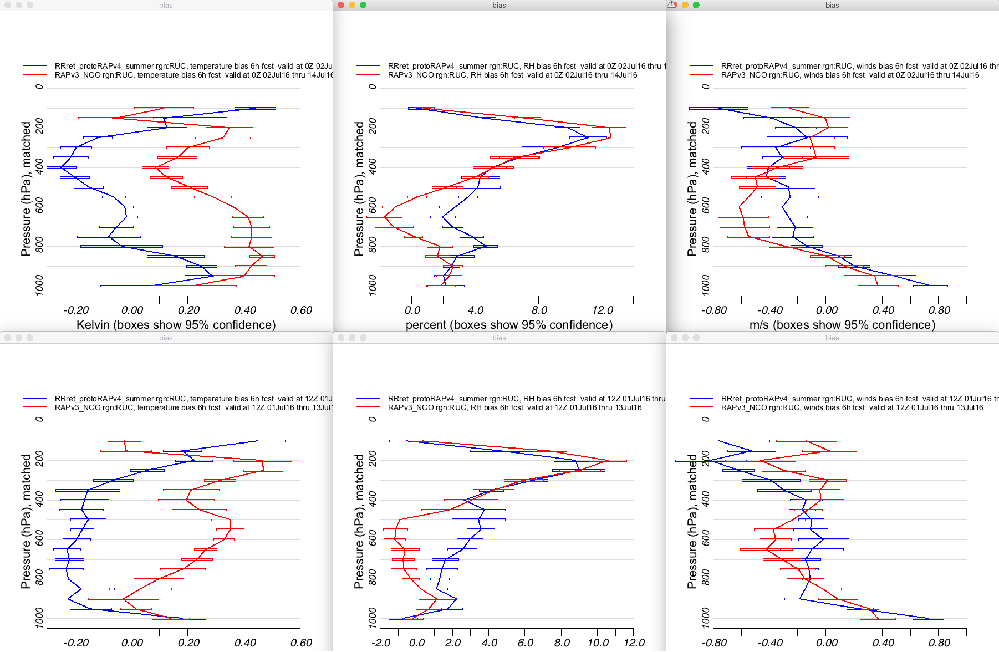 bias
RRret_protoRAPv4_summer rgn:RUC, temperature bias 6h fcst valid at 0Z 02Ju
RAPv3_NCO rgn:RUC, temperature bias 6h fcst valid at 0Z 02Jul16 thru 14Jul16
Pressure (hPa), matched
0
200
400
600
800
1000
-0.20 0.00 0.20 0.40 0.60
Kelvin (boxes show 95% confidence)
bias
RRret_protoRAPv4_summer rgn:RUC, RH bias 6h fcst valid at 0Z 02Jul16 thru 1
RAPv3_NCO rgn:RUC, RH bias 6h fcst valid at 0Z 02Jul16 thru 14Jul16
Pressure (hPa), matched
0
200
400
600
800
1000
0.0 4.0 8.0 12.0
percent (boxes show 95% confidence)
bias
RRret_protoRAPv4_summer rgn:RUC, winds bias 6h fcst valid at 0Z 02Jul16 thr
RAPv3_NCO rgn:RUC, winds bias 6h fcst valid at 0Z 02Jul16 thru 14Jul16
Pressure (hPa), matched
0
200
400
600
800
1000
-0.80 -0.40 0.00 0.40 0.80
m/s (boxes show 95% confidence)
bias
RRret_protoRAPv4_summer rgn:RUC, temperature bias 6h fcst valid at 12Z 01J
RAPv3_NCO rgn:RUC, temperature bias 6h fcst valid at 12Z 01Jul16 thru 13Jul1
Pressure (hPa), matched
0
200
400
600
800
1000
-0.20 0.00 0.20 0.40 0.60
bias
RRret_protoRAPv4_summer rgn:RUC, RH bias 6h fcst valid at 12Z 01Jul16 thru
RAPv3_NCO rgn:RUC, RH bias 6h fcst valid at 12Z 01Jul16 thru 13Jul16
Pressure (hPa), matched
0
200
400
600
800
1000
-2.0 0.0 2.0 4.0 6.0 8.0 10.0 12.0
bias
RRret_protoRAPv4_summer rgn:RUC, winds bias 6h fcst valid at 12Z 01Jul16 th
RAPv3_NCO rgn:RUC, winds bias 6h fcst valid at 12Z 01Jul16 thru 13Jul16
Pressure (hPa), matched
0
200
400
600
800
1000
-0.80 -0.40 0.00 0.40 0.80